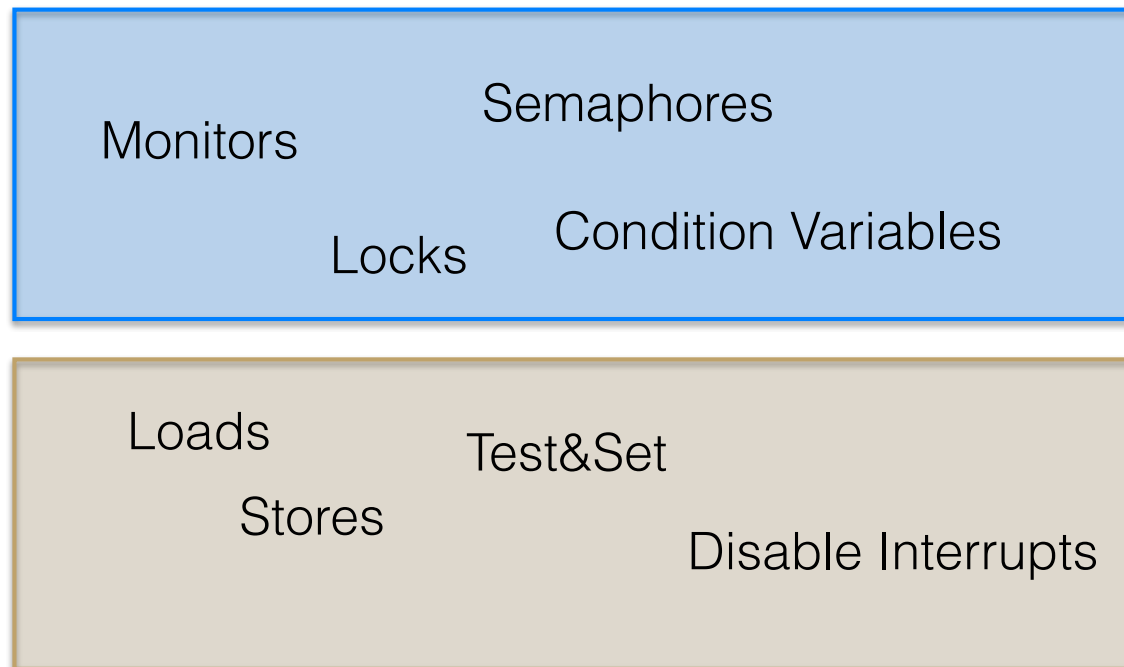 Semaphores
Monitors
Condition Variables
Locks
Loads
Test&Set
Stores
Disable Interrupts